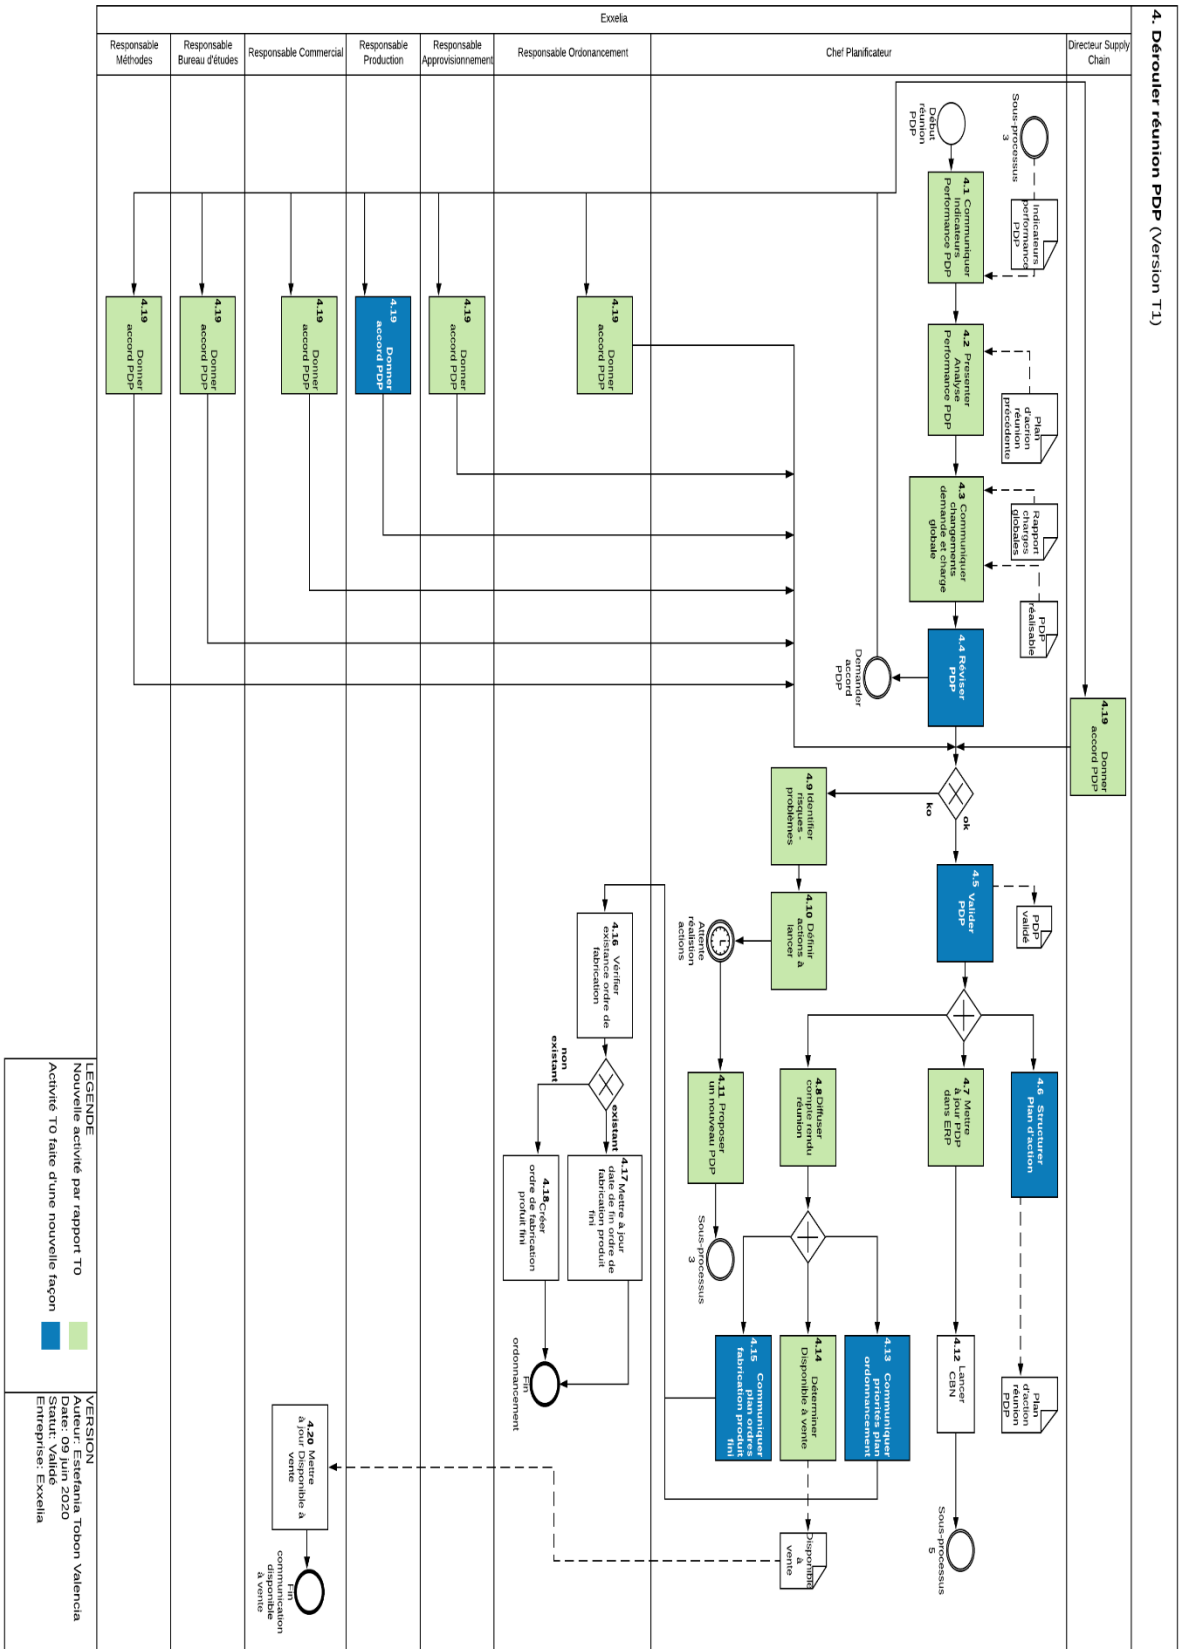 4. Dérouler réunion PDP (Version T1)
Exxelia
Responsable
Méthodes
Responsable
Bureau d'études
Responsable Commercial
Responsable
Production
Responsable
Approvisionnement
Responsable Ordonancement
Chef Planificateur
Directeur Supply
Chain
Sous-processus
3
Début
réunion
PDP
Indicateurs
performance
PDP
4.1 Communiquer
Indicateurs
Performance PDP
4.2 Presenter
Analyse
Performance PDP
Plan
d'acrion
réunion
précédente
4.3 Communiquer
changements
demande et charge
globale
Rapport
charges
globales
PDP
réalisable
4.4 Réviser
PDP
Demander
accord
PDP
4.19 Donner
accord PDP
4.19 Donner
accord PDP
4.19 Donner
accord PDP
4.19 Donner
accord PDP
4.19 Donner
accord PDP
4.19 Donner
accord PDP
4.19 Donner
accord PDP
ok
ko
4.5 Valider
PDP
PDP
validé
4.9 Identifier
risques -
problèmes
4.10 Définir
actions à
lancer
Attente
réalistion
actions
4.6 Structurer
Plan d'action
4.7 Mettre
à jour PDP
dans ERP
4.8 Diffuser
compte rendu
réunion
4.11 Proposer
un nouveau PDP
Sous-processus
3
Plan
d'action
réunion
PDP
4.12 Lancer
CBN
Sous-processus
5
4.13 Communiquer
priorités plan
ordonnancement
4.14 Déterminer
Disponible à vente
4.15 Communiquer
plan ordres
fabrication produit
fini
Disponible
à
vente
4.16 Vérifier
existance ordre de
fabrication
existant
non
existant
4.17 Mettre à jour
date de fin ordre de
fabrication produit
fini
4.18 Créer
ordre de fabrication
profuit fini
Fin
ordonnancement
4.20 Mettre
à jour Disponible à
vente
Fin
communication
disponible
à vente
LEGENDE
Nouvelle activité par rapport T0
Activité T0 faite d'une nouvelle façon
VERSION
Auteur: Estefania Tobon Valencia
Date: 09 juin 2020
Statut: Validé
Entreprise: Exxelia